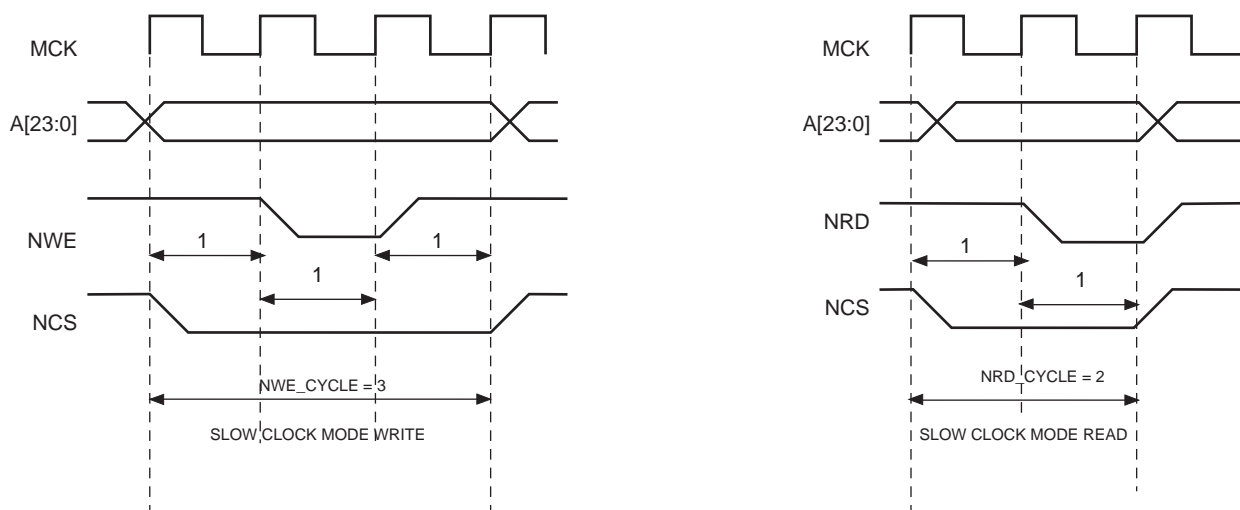 MCK
A[23:0]
NWE
1
1
1
NCS
NWE_CYCLE = 3
SLOW CLOCK MODE WRITE
MCK
A[23:0]
NRD
1
1
NCS
NRD_CYCLE = 2
SLOW CLOCK MODE READ